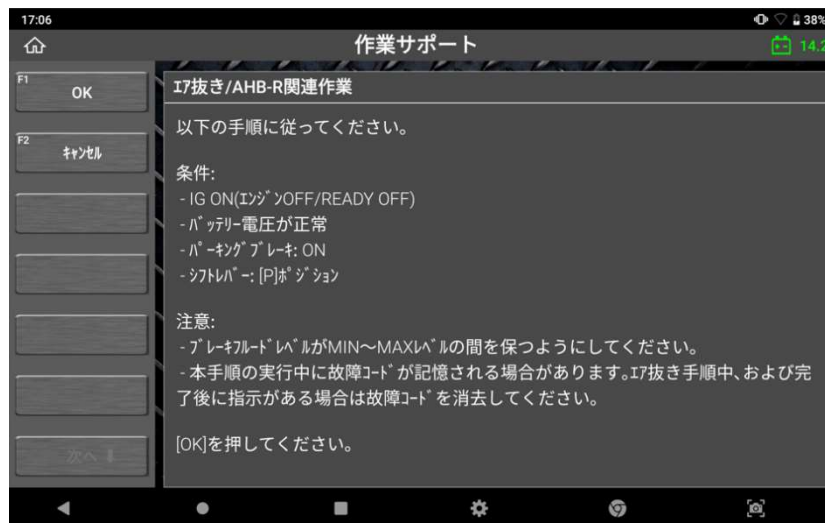 17:06
38%
作業サポート
14.2
F1
OK
ｴｱ抜き/AHB-R関連作業
以下の手順に従ってください。
F2
ｷｬﾝｾﾙ
条件:
- IG ON(ｴﾝｼﾞﾝOFF/READY OFF)
- ﾊﾞｯﾃﾘｰ電圧が正常
- ﾊﾟｰｷﾝｸﾞﾌﾞﾚｰｷ: ON
- ｼﾌﾄﾚﾊﾞｰ: [P]ﾎﾟｼﾞｼｮﾝ
注意:
- ﾌﾞﾚｰｷﾌﾙｰﾄﾞﾚﾍﾞﾙがMIN～MAXﾚﾍﾞﾙの間を保つようにしてください。
- 本手順の実行中に故障ｺｰﾄﾞが記憶される場合があります｡ｴｱ抜き手順中､および完
了後に指示がある場合は故障ｺｰﾄﾞを消去してください。
[OK]を押してください。
次へ